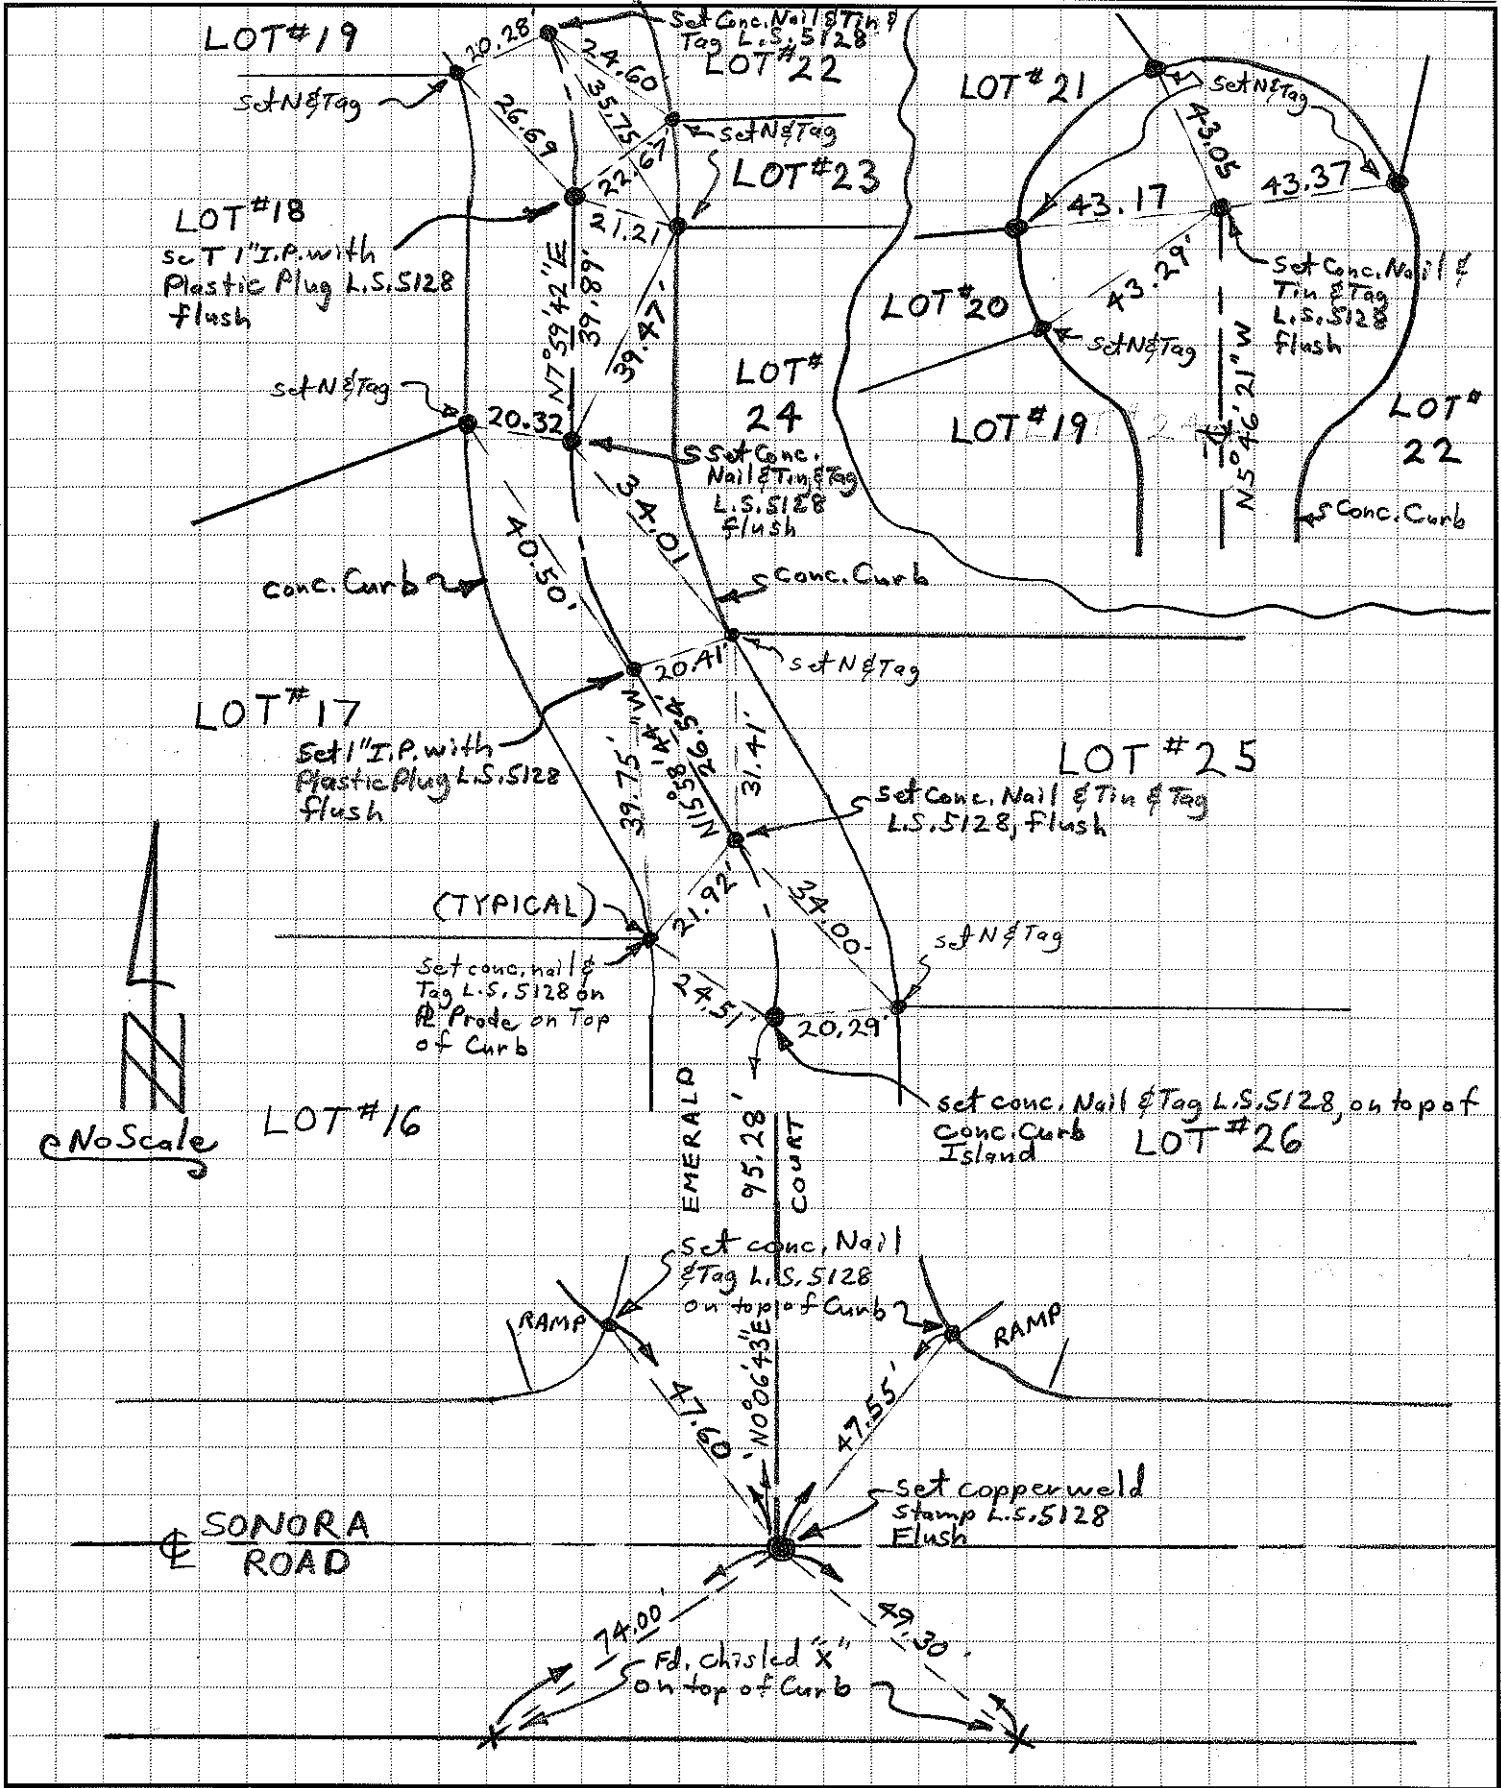 LOT#19
20.28'
Set Conc. Nail & Tin &
Tag L.S. 5128
LOT#22
24.60
35.75
Set N&Tag
26.69
set N&Tag
22.67
LOT#23
LOT#18
seT 1" I.P. with
Plastic Plug L.S. 5128
flush
21.21
N7°59'42"E
39.89'
39.47'
LOT#
24
set N&Tag
20.32
Set Conc.
Nail & Tin & Tag
L.S. 5128
flush
34.01
40.50'
conc. Curb
Conc. Curb
20.41'
set N&Tag
LOT#17
Set 1" I.P. with
Plastic Plug L.S. 5128
flush
39.75'
N15°58'44"W
26.54'
31.41'
LOT #25
Set Conc. Nail & Tin & Tag
L.S. 5128, flush
(TYPICAL)
21.92'
34.00'
set N&Tag
Set conc. nail &
Tag L.S. 5128 on
PL Prode on Top
of Curb
24.51'
20.29'
set conc. Nail & Tag L.S. 5128, on top of
Conc. Curb
Island
LOT #26
LOT#16
No Scale
EMERALD
COURT
95.28'
LOT#21
Set N&Tag
43.05
43.37
43.17
43.29'
Set Conc. Nail &
Tin & Tag
L.S. 5128
flush
LOT#20
Set N&Tag
LOT#19
N5°46'21"W
LOT#
22
Conc. Curb
Set conc. Nail
&Tag L.S. 5128
on top of Curb
RAMP
RAMP
N0°06'43"E
47.60'
47.55'
Set copperweld
Stamp L.S. 5128
Flush
℄ SONORA
ROAD
74.00'
49.30
Fd. chisled "X"
on top of Curb